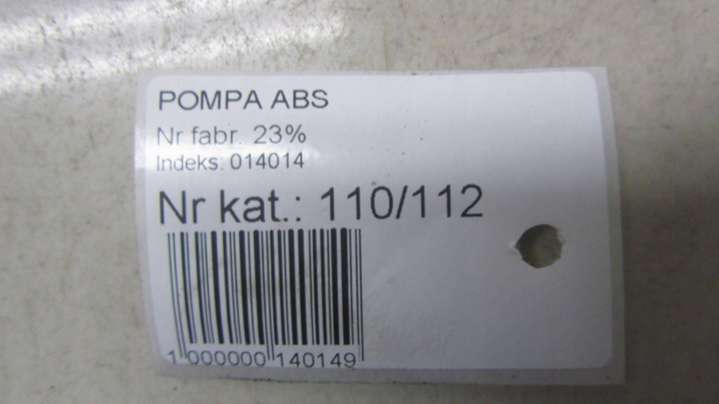 POMPA ABS
Nr fabr. 23%
Indeks: 014014
Nr kat.: 110/112
1 000000 140149